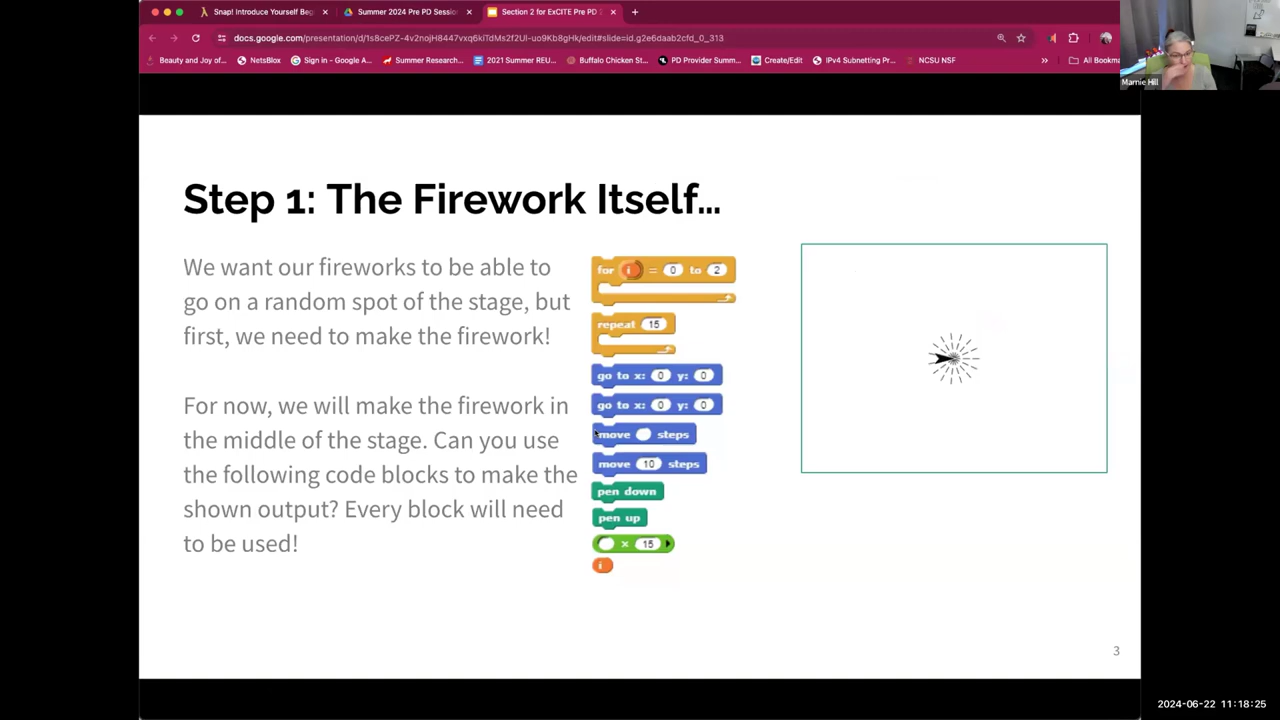 Snap! Introduce Yourself Beg
Summer 2024 Pre PD Sessio
Section 2 for ExCITE Pre PD 2
docs.google.com/presentation/d/1s8cePZ-4v2nojH8447vxq6kiTdMs2f2Ul-uo9Kb8gHk/edit#slide=id.g2e6daab2cfd_0_313
Beauty and Joy of...
NetsBlox
Sign in - Google A...
Summer Research...
2021 Summer REU...
Buffalo Chicken St...
PD Provider Summ...
Create/Edit
IPv4 Subnetting Pr...
NCSU NSF
»
All Bookma
Marnie Hill
Step 1: The Firework Itself...
We want our fireworks to be able to
go on a random spot of the stage, but
first, we need to make the firework!
For now, we will make the firework in
the middle of the stage. Can you use
the following code blocks to make the
shown output? Every block will need
to be used!
for i = 0 to 2
repeat 15
go to x: 0 y: 0
go to x: 0 y: 0
move steps
move 10 steps
pen down
pen up
x 15
i
3
2024-06-22 11:18:25